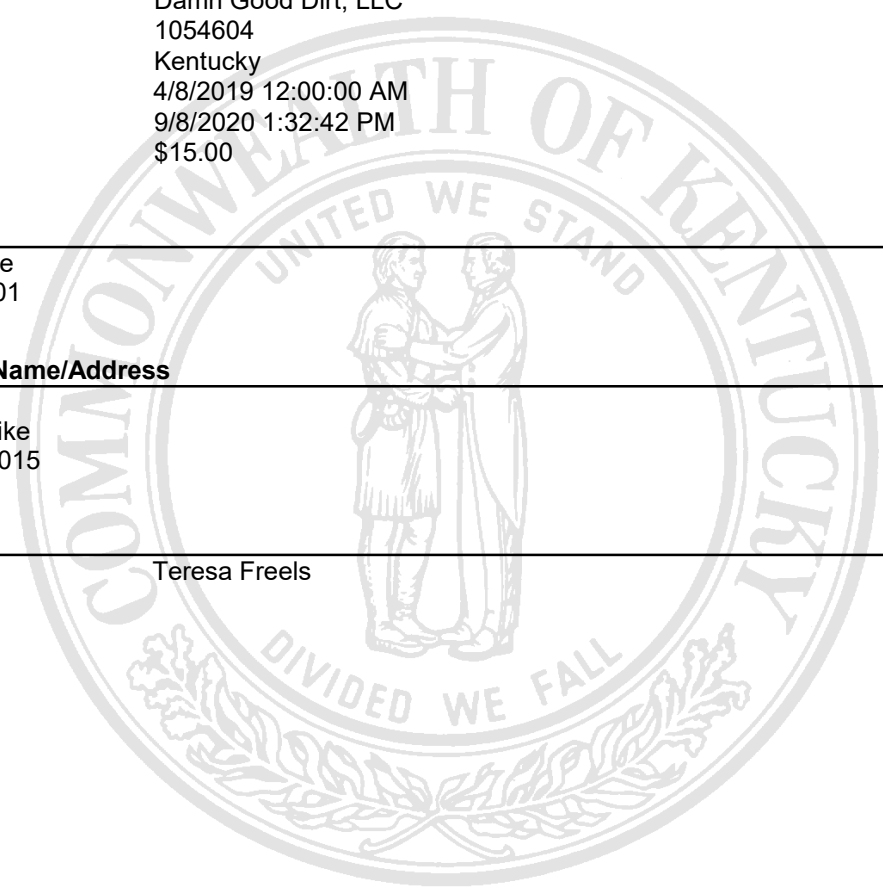 Damn Good Dirt, LLC
1054604
Kentucky
4/8/2019 12:00:00 AM
9/8/2020 1:32:42 PM
$15.00
e
01
Name/Address
ike
015
Teresa Freels
COMMONWEALTH OF KENTUCKY
UNITED WE STAND
DIVIDED WE FALL